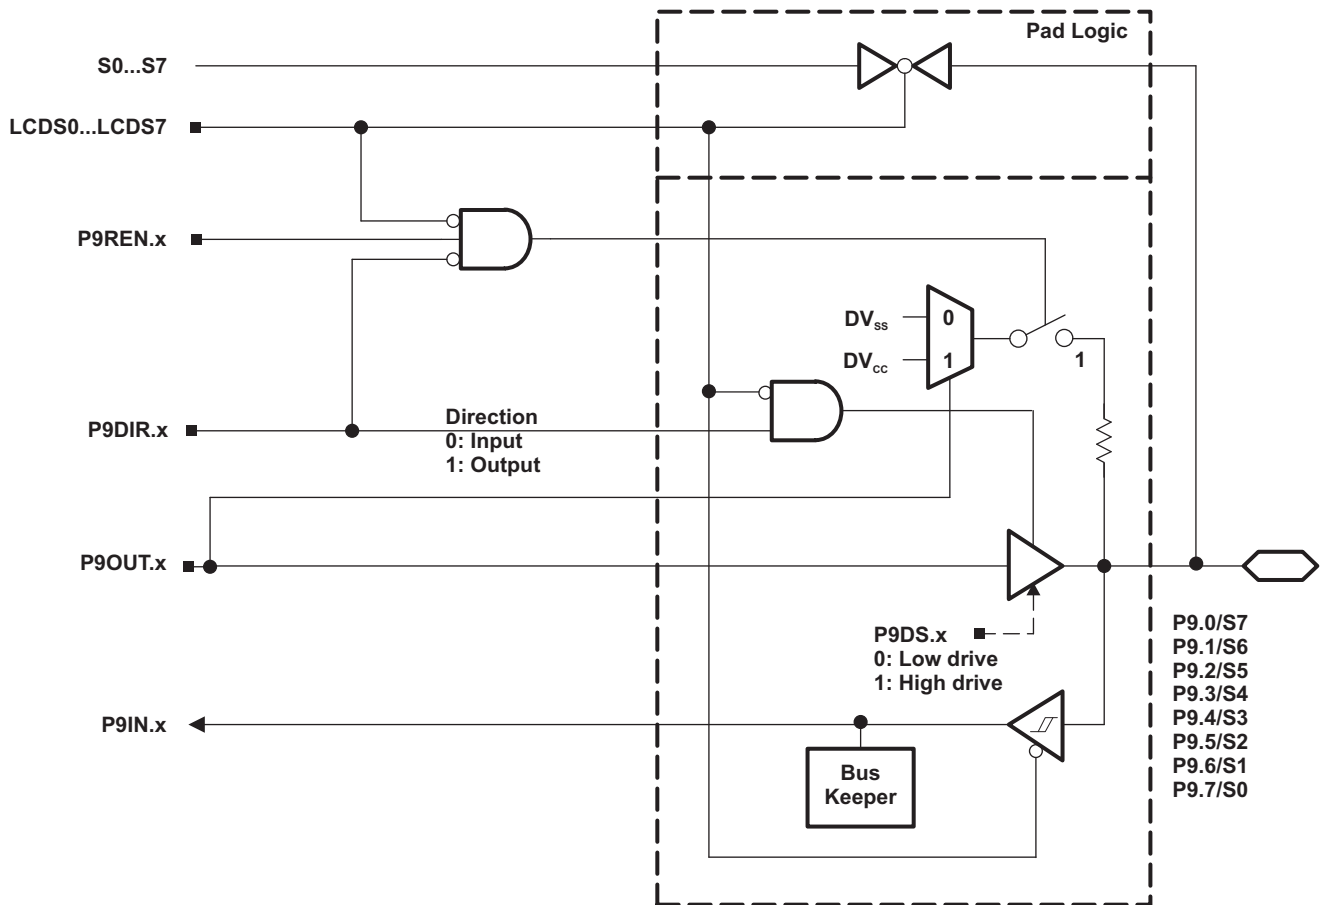 Pad Logic
S0...S7
LCDS0...LCDS7
P9REN.x
DVSS
0
DVCC
1
1
P9DIR.x
Direction
0: Input
1: Output
P9OUT.x
P9DS.x
0: Low drive
1: High drive
P9IN.x
Bus
Keeper
P9.0/S7
P9.1/S6
P9.2/S5
P9.3/S4
P9.4/S3
P9.5/S2
P9.6/S1
P9.7/S0